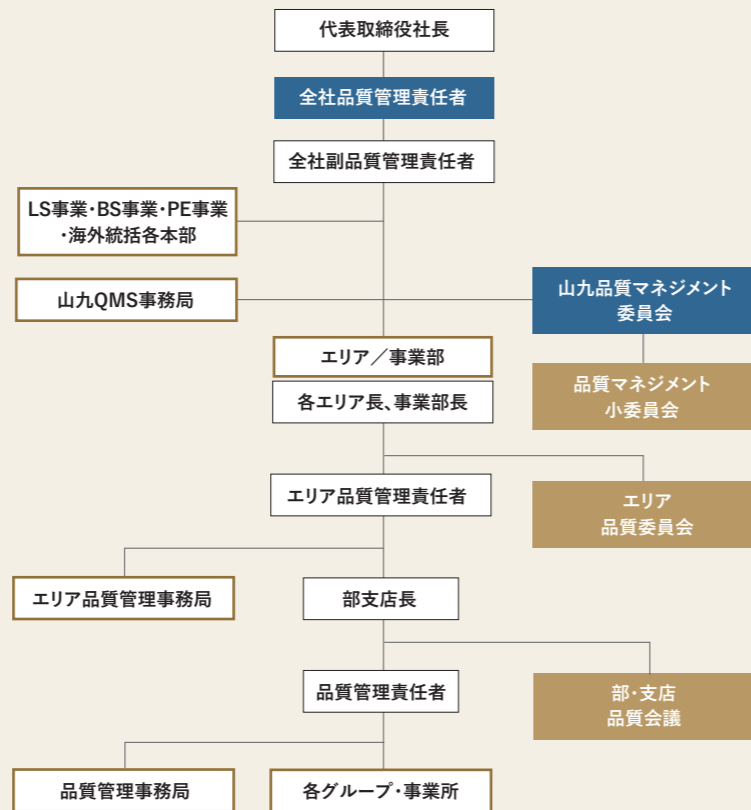 代表取締役社長
全社品質管理責任者
全社副品質管理責任者
LS事業・BS事業・PE事業
・海外統括各本部
山九QMS事務局
山九品質マネジメント
委員会
エリア／事業部
各エリア長、事業部長
品質マネジメント
小委員会
エリア品質管理責任者
エリア
品質委員会
エリア品質管理事務局
部支店長
品質管理責任者
部・支店
品質会議
品質管理事務局
各グループ・事業所